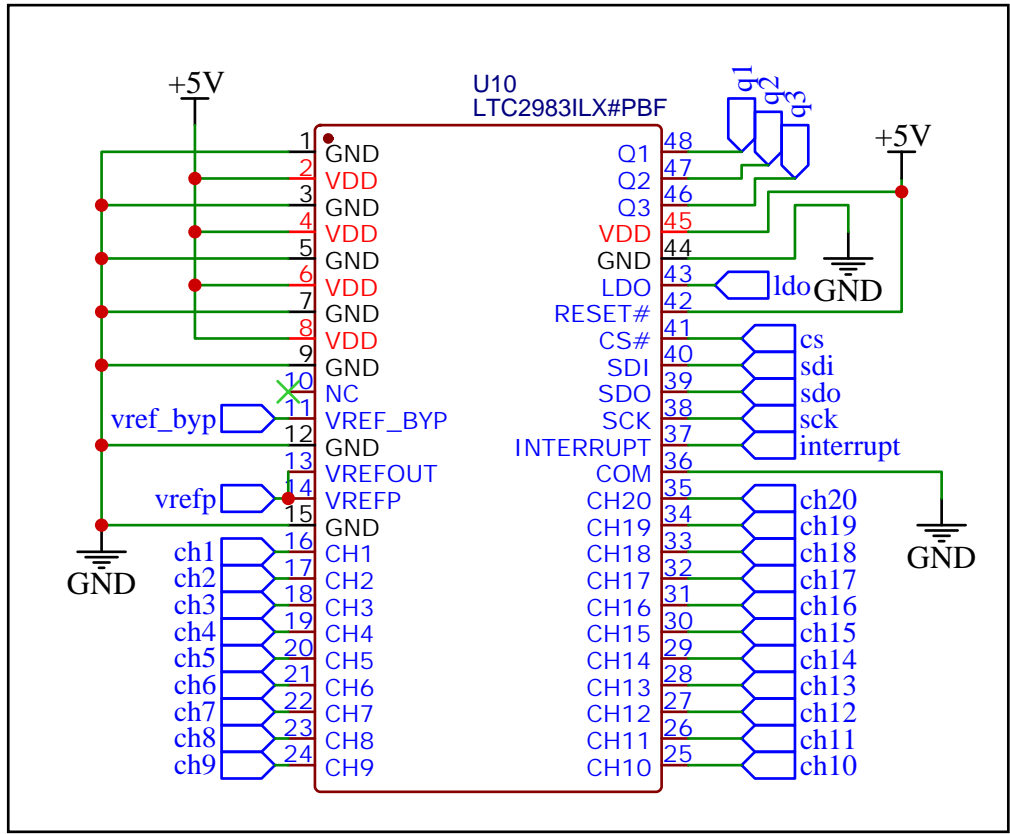 U10
LTC2983ILX#PBF
+5V
+5V
q1
q2
q3
1 GND
2 VDD
3 GND
4 VDD
5 GND
6 VDD
7 GND
8 VDD
9 GND
10 NC
vref_byp 11 VREF_BYP
12 GND
13 VREFOUT
vrefp 14 VREFP
15 GND
GND
ch1 16 CH1
ch2 17 CH2
ch3 18 CH3
ch4 19 CH4
ch5 20 CH5
ch6 21 CH6
ch7 22 CH7
ch8 23 CH8
ch9 24 CH9
Q1 48
Q2 47
Q3 46
VDD 45
GND 44
LDO 43 ldo
GND
RESET# 42
CS# 41 cs
SDI 40 sdi
SDO 39 sdo
SCK 38 sck
INTERRUPT 37 interrupt
COM 36
GND
CH20 35 ch20
CH19 34 ch19
CH18 33 ch18
CH17 32 ch17
CH16 31 ch16
CH15 30 ch15
CH14 29 ch14
CH13 28 ch13
CH12 27 ch12
CH11 26 ch11
CH10 25 ch10